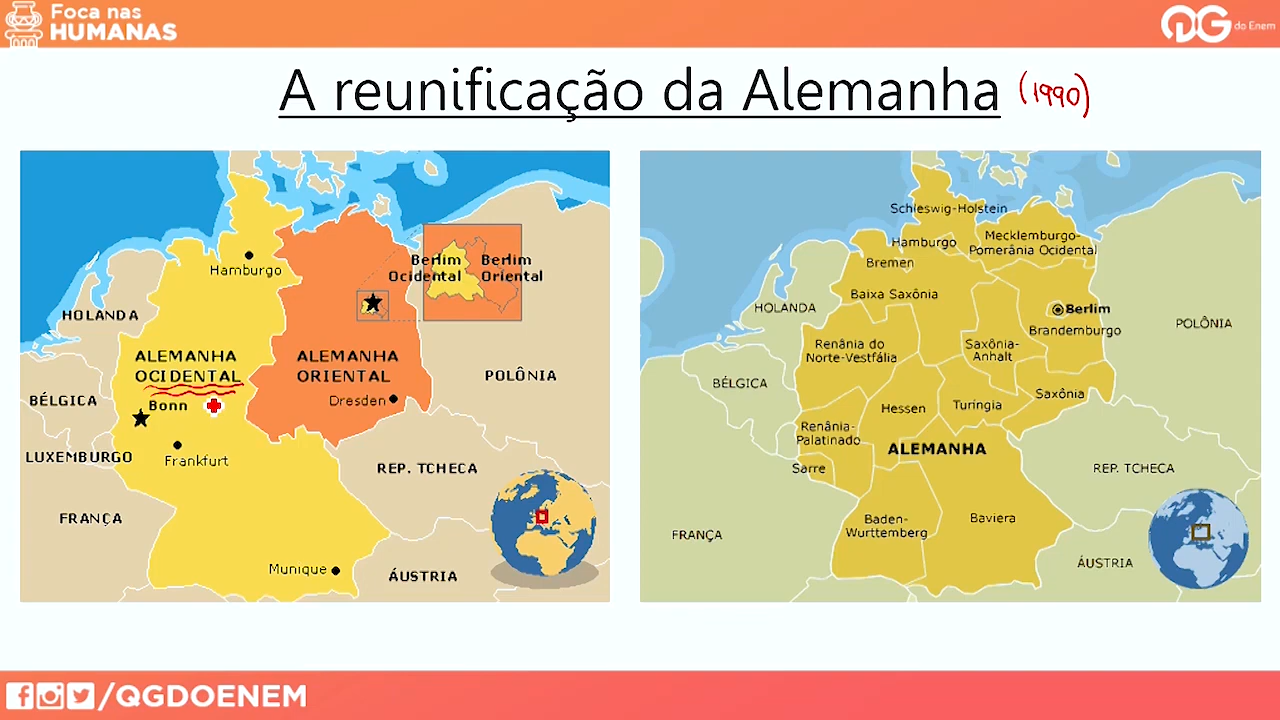 Foca nas
HUMANAS
QG do Enem
A reunificação da Alemanha (1990)
Hamburgo
Berlim
Ocidental
Berlim
Oriental
HOLANDA
ALEMANHA
OCIDENTAL
ALEMANHA
ORIENTAL
POLÔNIA
BÉLGICA
Bonn
Dresden
LUXEMBURGO
Frankfurt
REP. TCHECA
FRANÇA
Munique
ÁUSTRIA
Schleswig-Holstein
Hamburgo
Mecklemburgo-
Pomerânia Ocidental
Bremen
Baixa Saxônia
HOLANDA
Berlim
Brandemburgo
POLÔNIA
Renânia do
Norte-Vestfália
Saxônia-
Anhalt
BÉLGICA
Saxônia
Hessen
Turíngia
Renânia-
Palatinado
ALEMANHA
Sarre
REP. TCHECA
Baden-
Wurttemberg
Baviera
FRANÇA
ÁUSTRIA
/QGDOENEM